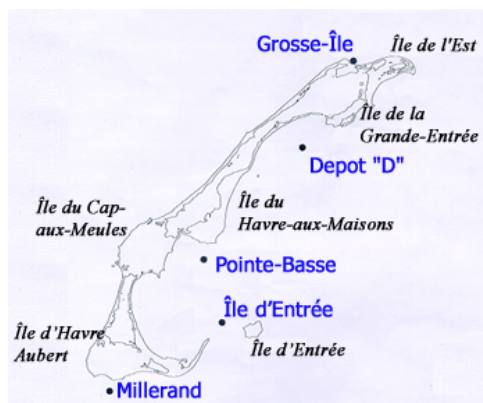 Grosse-Île
Île de l'Est
Île de la
Grande-Entrée
Depot "D"
Île du Cap-
aux-Meules
Île du
Havre-aux-Maisons
Pointe-Basse
Île d'Entrée
Île d'Havre
Aubert
Île d'Entrée
Millerand